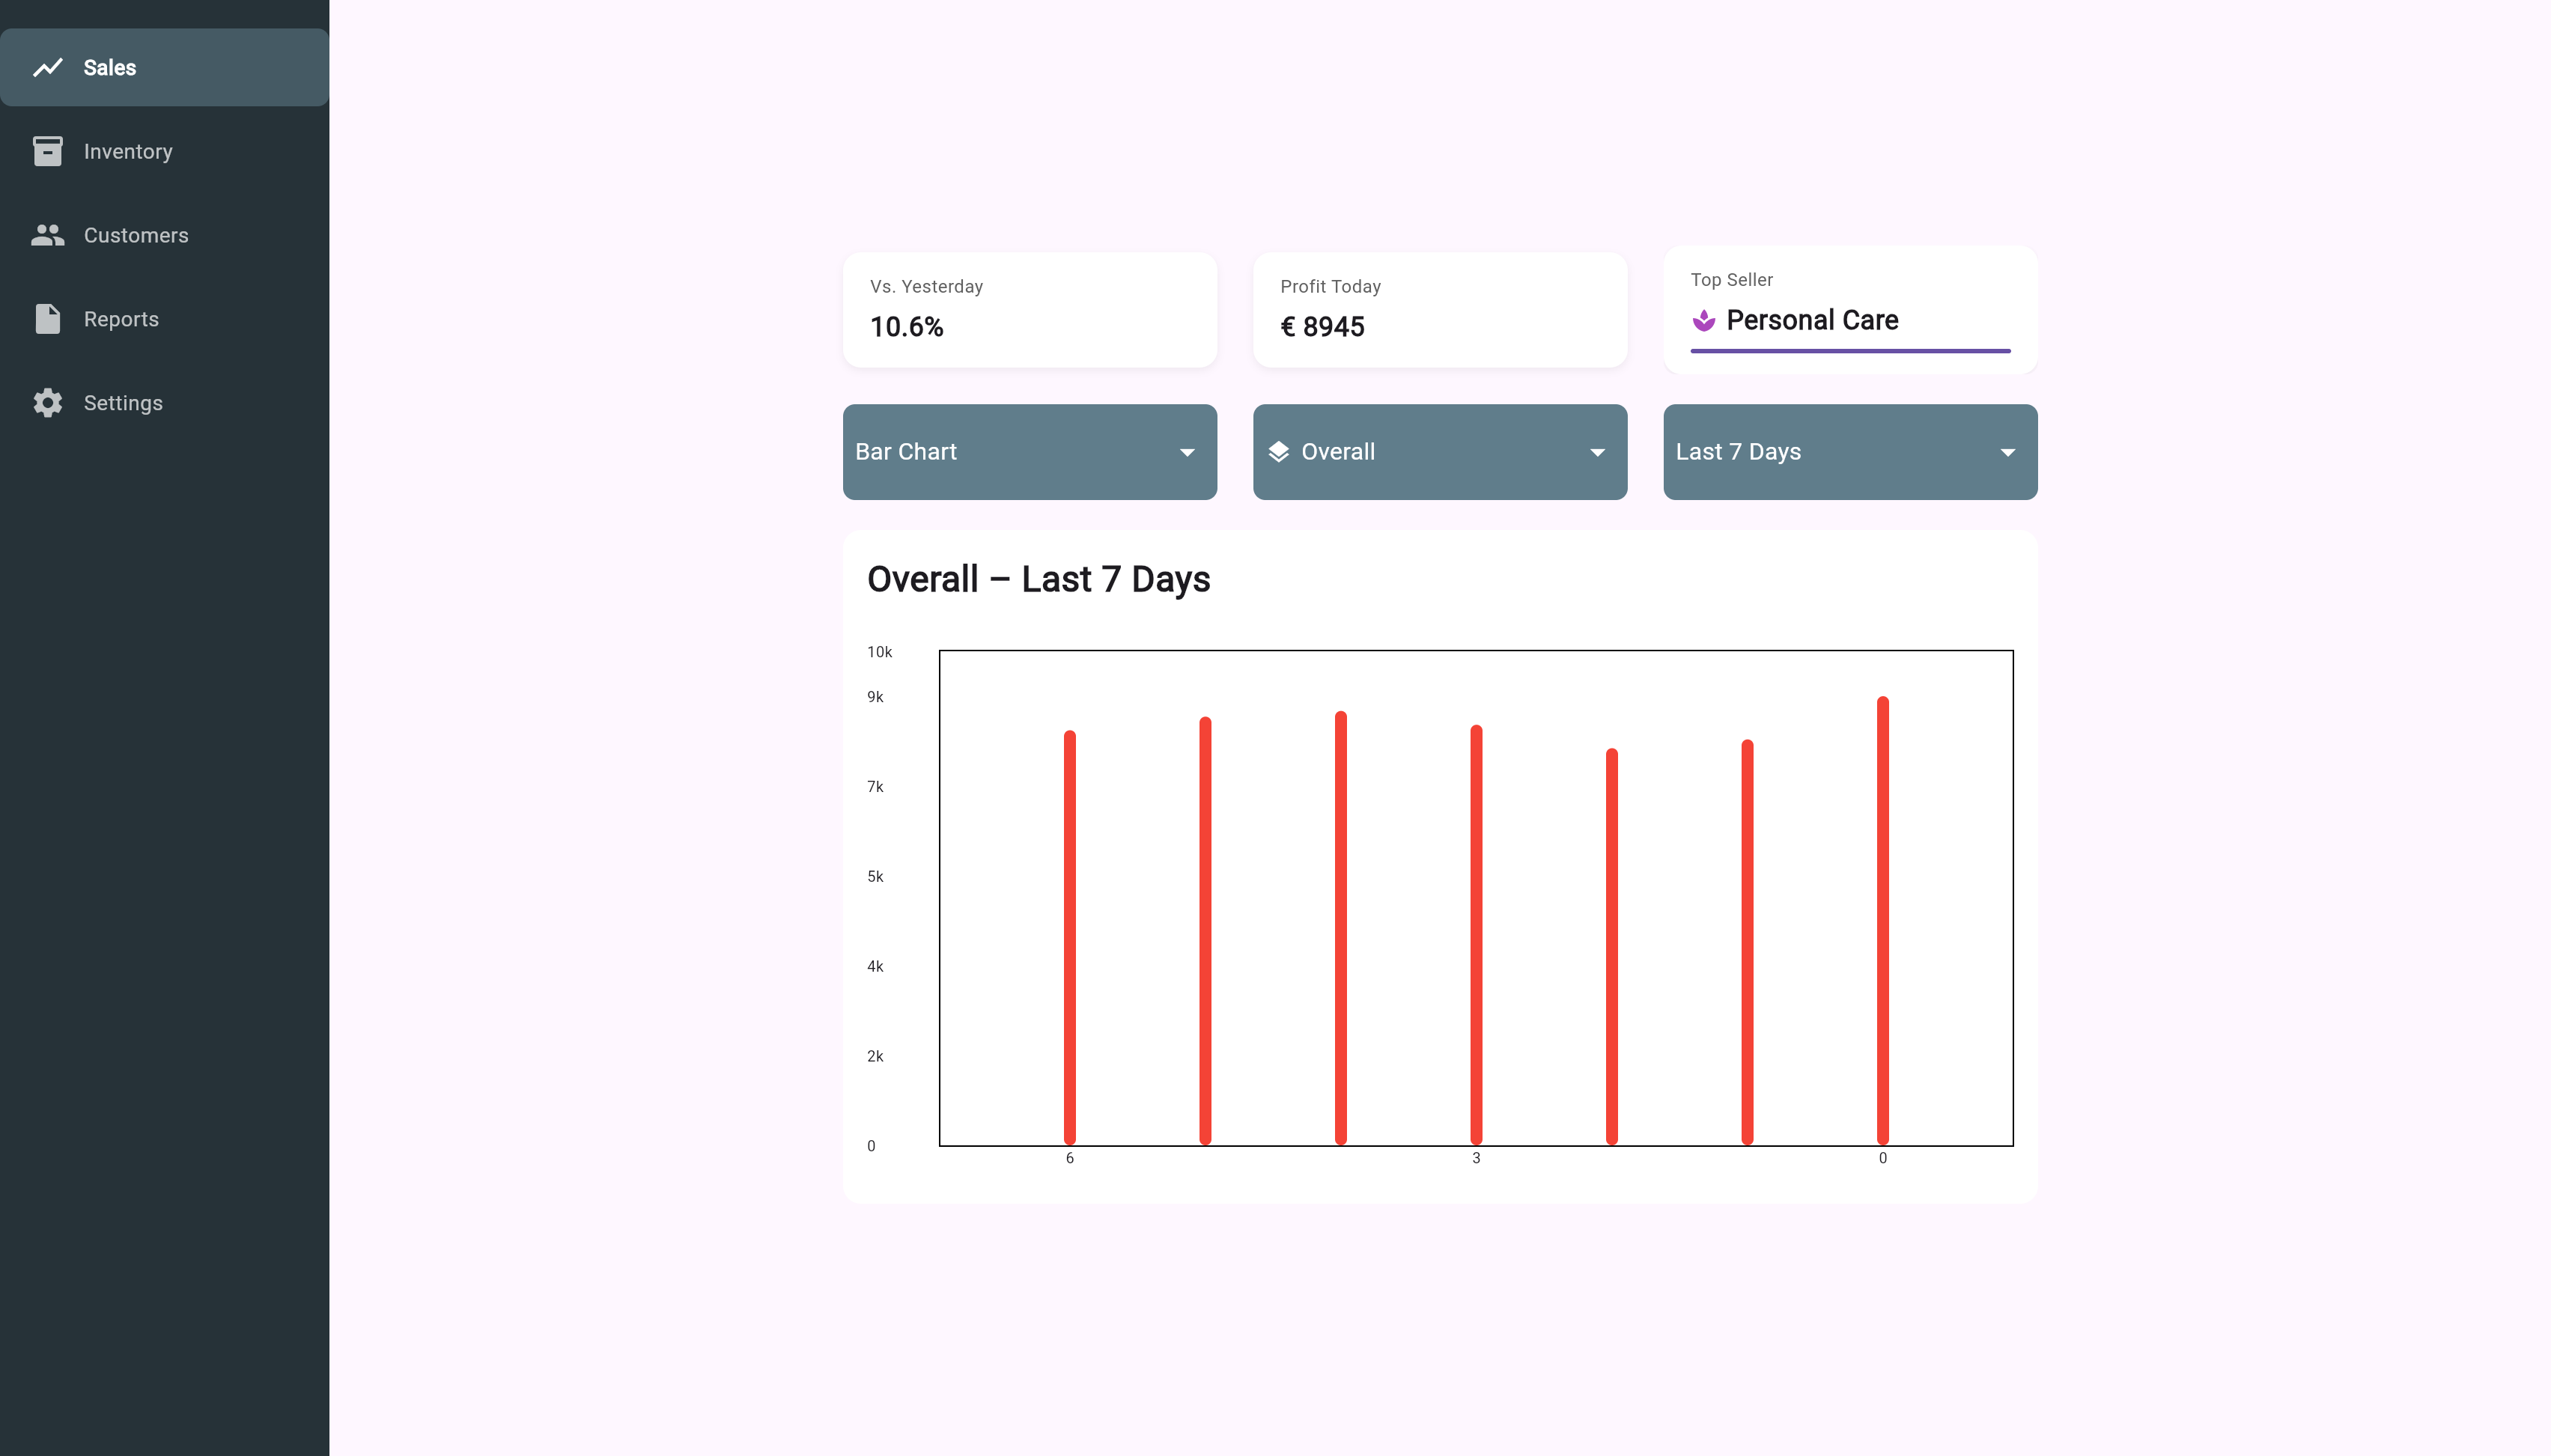 Sales
Inventory
Customers
Reports
Settings
Vs. Yesterday
10.6%
Profit Today
€ 8945
Top Seller
Personal Care
Bar Chart
Overall
Last 7 Days
Overall – Last 7 Days
10k
9k
7k
5k
4k
2k
0
6 3 0